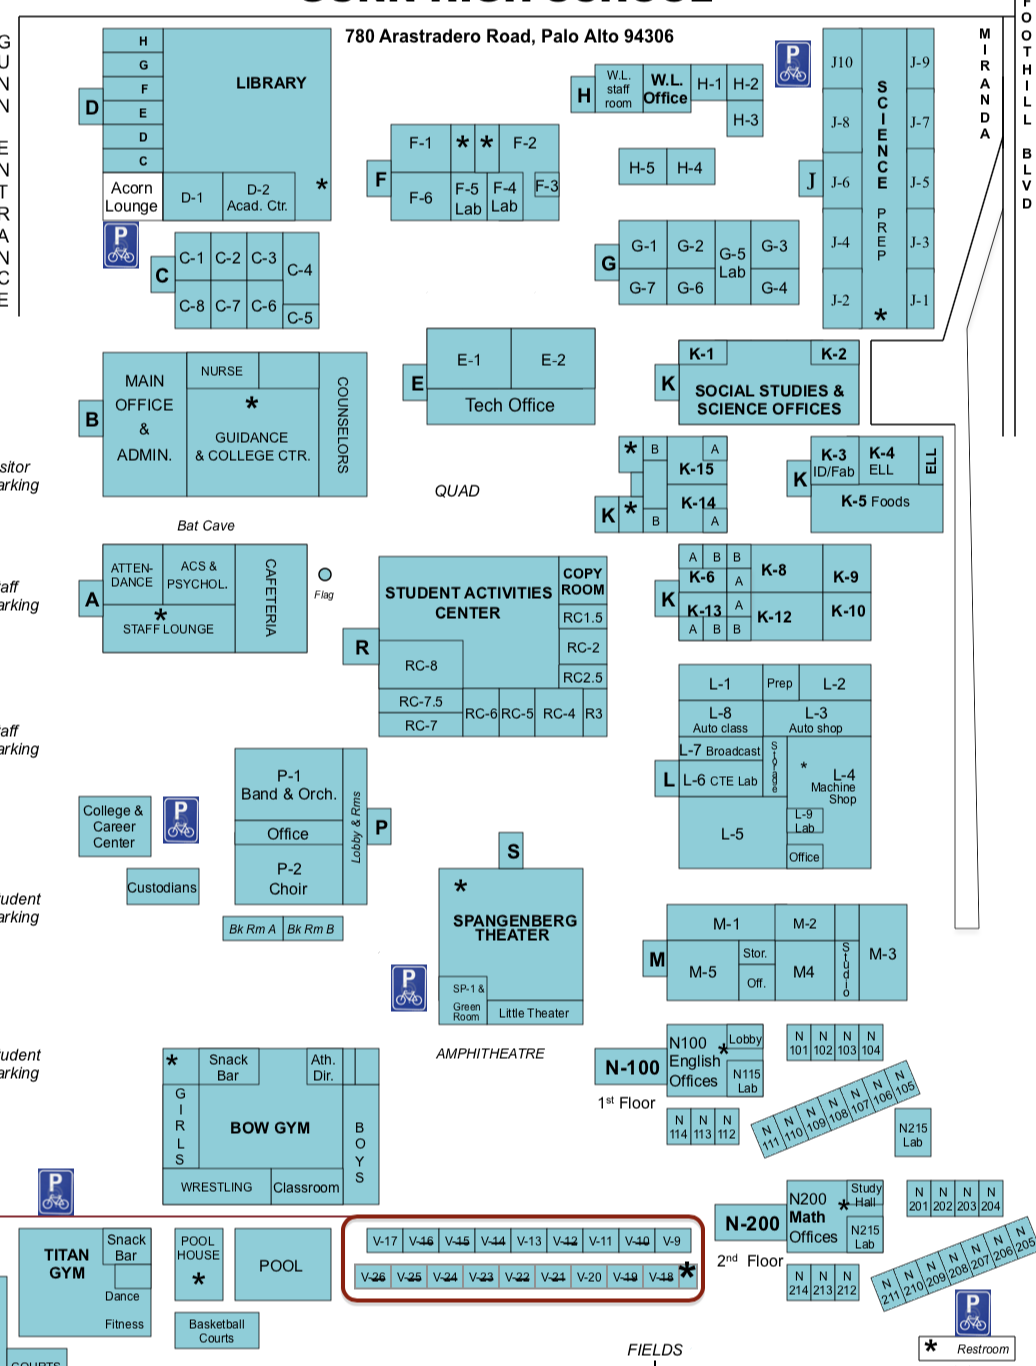 GUNN HIGH SCHOOL
780 Arastradero Road, Palo Alto 94306
GUNN ENTRANCE
MIRANDA
FOOTHILL BLVD
H
G
F
E
D
C
D
LIBRARY
Acorn
Lounge
D-1
D-2
Acad. Ctr.
*
P
C
C-1
C-2
C-3
C-4
C-8
C-7
C-6
C-5
F
F-1
*
*
F-2
F-6
F-5
Lab
F-4
Lab
F-3
H
W.L.
staff
room
W.L.
Office
H-1
H-2
H-3
H-5
H-4
P
G
G-1
G-2
G-5
Lab
G-3
G-7
G-6
G-4
J
J10
J-8
J-6
J-4
J-2
SCIENCE PREP
*
J-9
J-7
J-5
J-3
J-1
B
MAIN
OFFICE
&
ADMIN.
NURSE
*
GUIDANCE
& COLLEGE CTR.
COUNSELORS
E
E-1
E-2
Tech Office
K
K-1
K-2
SOCIAL STUDIES &
SCIENCE OFFICES
sitor
arking
QUAD
Bat Cave
*
B
A
K-15
K
*
K-14
B
A
K
K-3
ID/Fab
K-4
ELL
ELL
K-5 Foods
aff
arking
A
ATTEN-
DANCE
ACS &
PSYCHOL.
*
STAFF LOUNGE
CAFETERIA
Flag
R
STUDENT ACTIVITIES
CENTER
COPY
ROOM
RC1.5
RC-2
RC2.5
RC-8
RC-7.5
RC-7
RC-6
RC-5
RC-4
R3
K
A
B
B
K-6
A
K-8
K-9
K-13
A
K-12
K-10
A
B
B
L
L-1
Prep
L-2
L-8
Auto class
L-3
Auto shop
L-7 Broadcast
L-6 CTE Lab
Storage
*
L-4
Machine
Shop
L-5
L-9
Lab
Office
aff
arking
College &
Career
Center
P
Custodians
P-1
Band & Orch.
Office
P-2
Choir
Lobby & Rms
P
Bk Rm A
Bk Rm B
udent
arking
S
*
SPANGENBERG
THEATER
SP-1 &
Green
Room
Little Theater
P
AMPHITHEATRE
M
M-1
M-2
M-5
Stor.
Off.
M4
Studio
M-3
udent
arking
*
Snack
Bar
Ath.
Dir.
GIRLS
BOW GYM
BOYS
WRESTLING
Classroom
P
N-100
1st Floor
N100
English
Offices
*
Lobby
N115
Lab
N
101
N
102
N
103
N
104
N
105
N
106
N
107
N
108
N
109
N
110
N
111
N
114
N
113
N
112
N215
Lab
N-200
2nd Floor
N200
Math
Offices
*
Study
Hall
N215
Lab
N
201
N
202
N
203
N
204
N
205
N
206
N
207
N
208
N
209
N
210
N
211
N
214
N
213
N
212
TITAN
GYM
Snack
Bar
Dance
Fitness
POOL
HOUSE
*
POOL
Basketball
Courts
COURTS
V-17
V-16
V-15
V-14
V-13
V-12
V-11
V-10
V-9
V-26
V-25
V-24
V-23
V-22
V-21
V-20
V-19
V-18
*
FIELDS
P
* Restroom